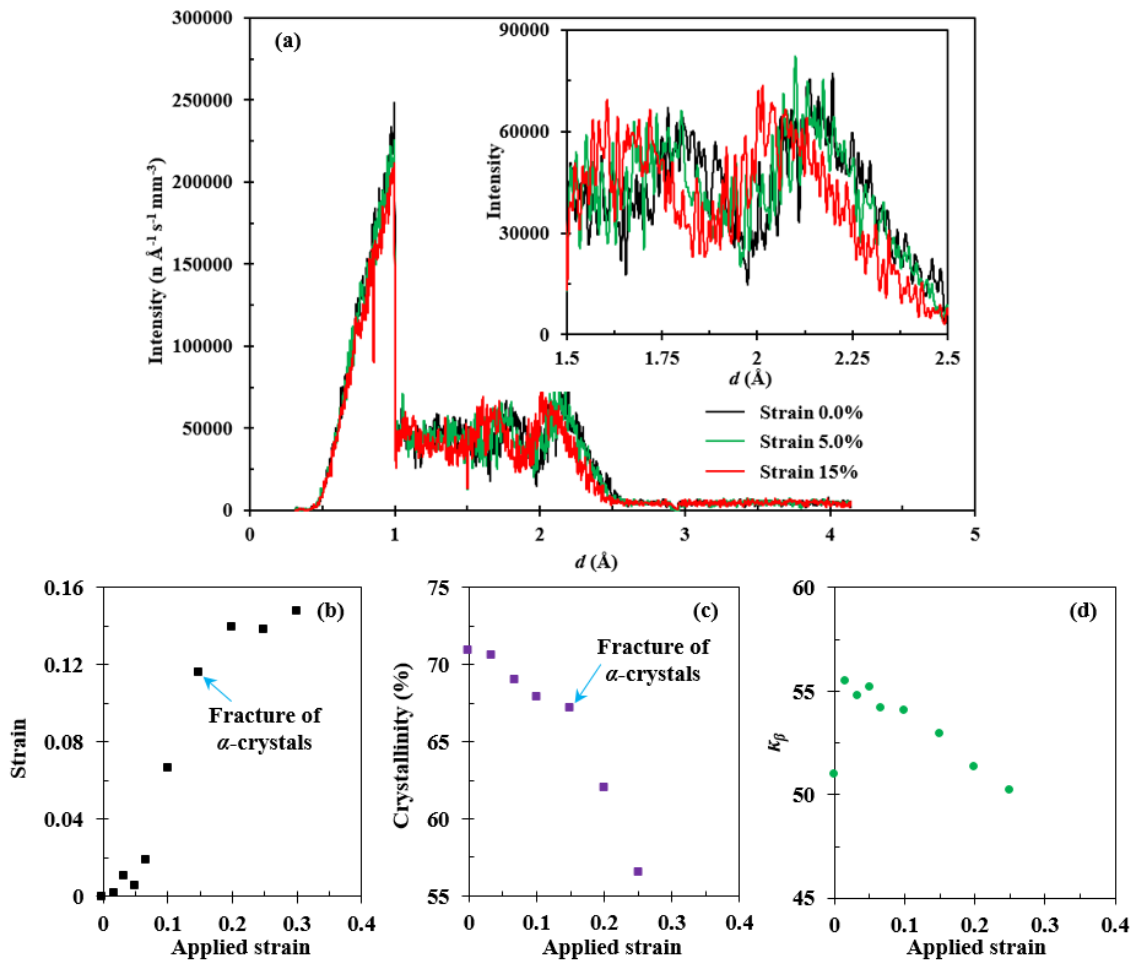 300000
250000
200000
150000
100000
50000
0
Intensity (n Å⁻¹ s⁻¹ mm⁻³)
(a)
0
1
2
3
4
5
d (Å)
90000
60000
30000
0
Intensity
1.5
1.75
2
2.25
2.5
d (Å)
Strain 0.0%
Strain 5.0%
Strain 15%
0.16
0.12
0.08
0.04
0
Strain
(b)
Fracture of
α-crystals
0
0.1
0.2
0.3
0.4
Applied strain
75
70
65
60
55
Crystallinity (%)
(c)
Fracture of
α-crystals
0
0.1
0.2
0.3
0.4
Applied strain
60
55
50
45
κβ
(d)
0
0.1
0.2
0.3
0.4
Applied strain